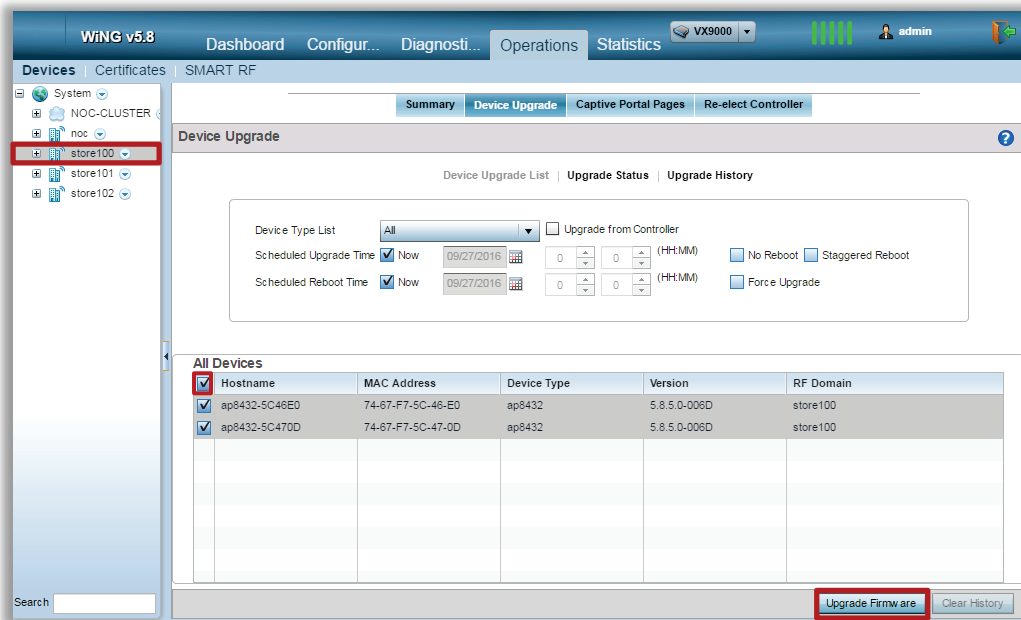 WiNG v5.8
Dashboard Configur... Diagnosti... Operations Statistics VX9000 admin
Devices Certificates SMART RF
System
NOC-CLUSTER
noc
store100
store101
store102
Search
Summary Device Upgrade Captive Portal Pages Re-elect Controller
Device Upgrade ?
Device Upgrade List Upgrade Status Upgrade History
Device Type List All Upgrade from Controller
Scheduled Upgrade Time Now 09/27/2016 0 0 (HH:MM) No Reboot Staggered Reboot
Scheduled Reboot Time Now 09/27/2016 0 0 (HH:MM) Force Upgrade
All Devices
Hostname MAC Address Device Type Version RF Domain
ap8432-5C46E0 74-67-F7-5C-46-E0 ap8432 5.8.5.0-006D store100
ap8432-5C470D 74-67-F7-5C-47-0D ap8432 5.8.5.0-006D store100
Upgrade Firmware Clear History